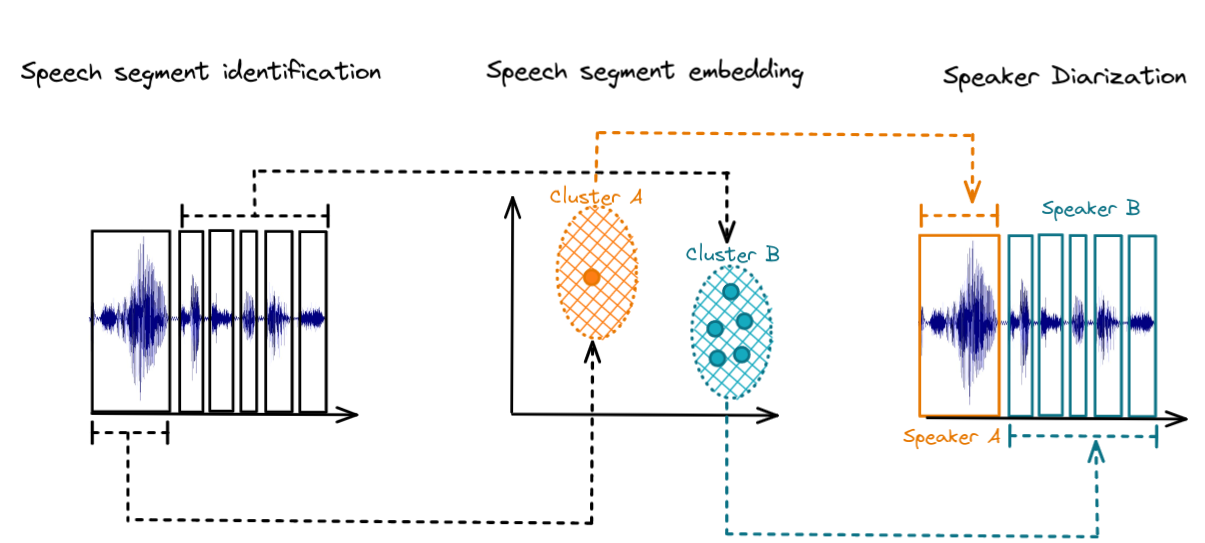 Speech segment identification
Speech segment embedding
Speaker Diarization
Cluster A
Cluster B
Speaker B
Speaker A